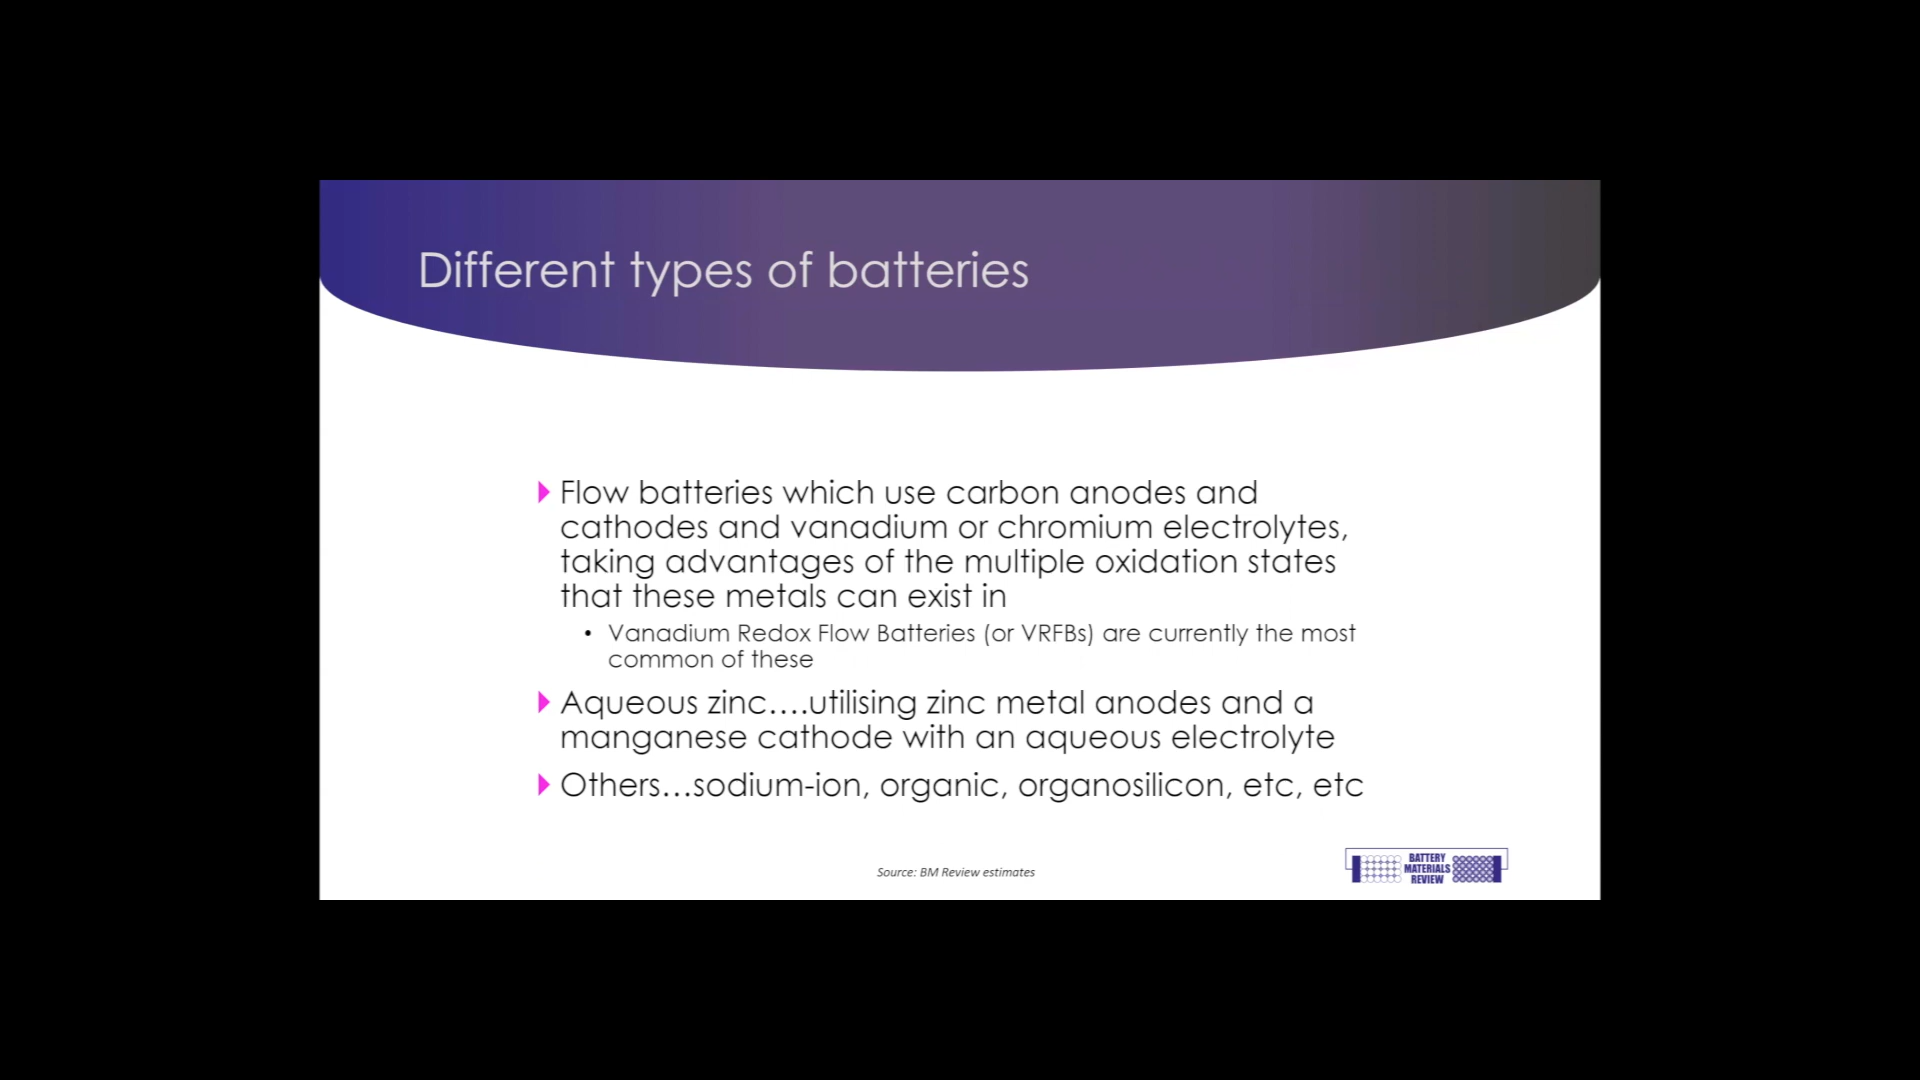 Different types of batteries
Flow batteries which use carbon anodes and
cathodes and vanadium or chromium electrolytes,
taking advantages of the multiple oxidation states
that these metals can exist in
• Vanadium Redox Flow Batteries (or VRFBs) are currently the most
common of these
Aqueous zinc....utilising zinc metal anodes and a
manganese cathode with an aqueous electrolyte
Others...sodium-ion, organic, organosilicon, etc, etc
Source: BM Review estimates
BATTERY
MATERIALS
REVIEW